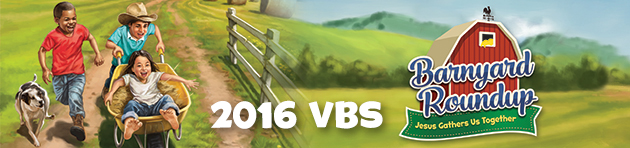 2016 VBS
Barnyard
Roundup
Jesus Gathers Us Together